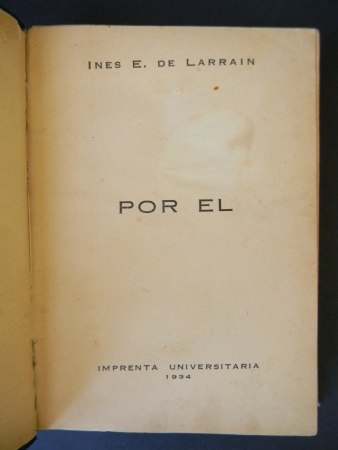 INES E. DE LARRAIN
POR EL
IMPRENTA UNIVERSITARIA
1934